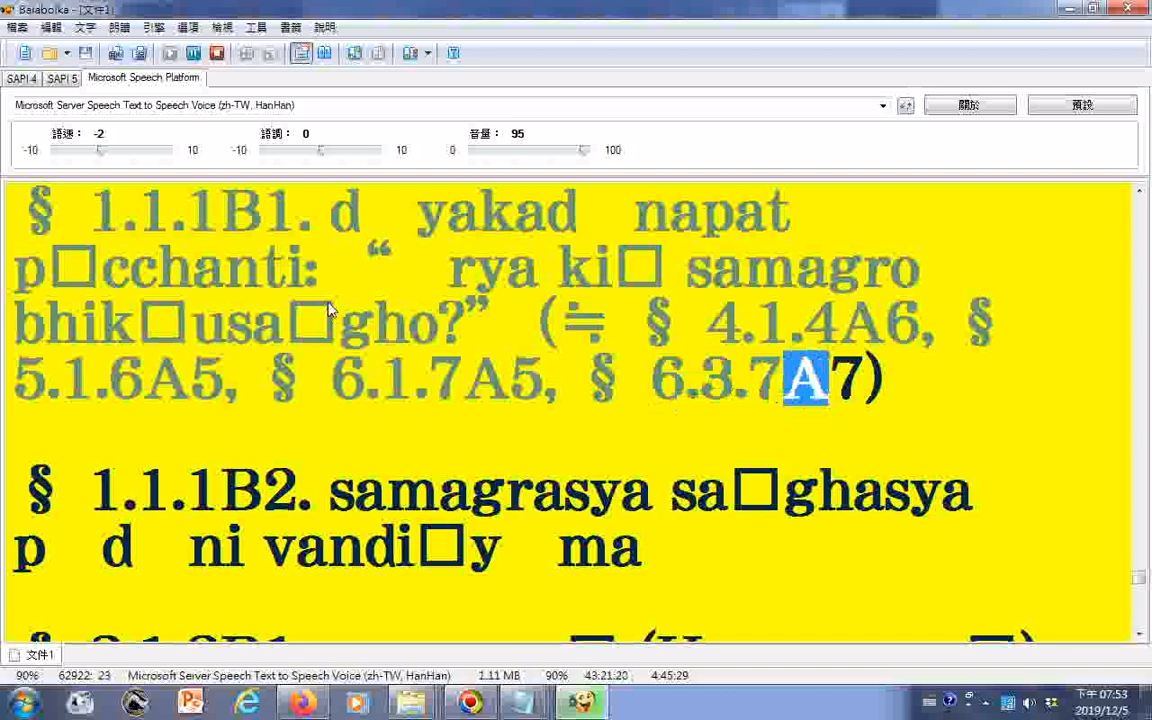 Balabolka - [文件1]
檔案 編輯 文字 朗讀 引擎 選項 檢視 工具 書籤 說明
SAPI 4 SAPI 5 Microsoft Speech Platform
Microsoft Server Speech Text to Speech Voice (zh-TW, HanHan) 關於 預設
語速： -2 語調： 0 音量： 95
-10 10 -10 10 0 100
§ 1.1.1B1. d yakad napat
p□cchanti: “ rya ki□ samagro
bhik□usa□gho?” (≒ § 4.1.4A6, §
5.1.6A5, § 6.1.7A5, § 6.3.7A7)
§ 1.1.1B2. samagrasya sa□ghasya
p d ni vandi□y ma
文件1
90% 62922: 23 Microsoft Server Speech Text to Speech Voice (zh-TW, HanHan) 1.11 MB 90% 43:21:20 4:45:29
下午 07:53
2019/12/5